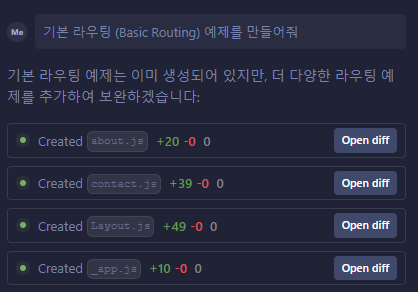 Me 기본 라우팅 (Basic Routing) 예제를 만들어줘
기본 라우팅 예제는 이미 생성되어 있지만, 더 다양한 라우팅 예
제를 추가하여 보완하겠습니다:
Created about.js +20 -0 0 Open diff
Created contact.js +39 -0 0 Open diff
Created Layout.js +49 -0 0 Open diff
Created _app.js +10 -0 0 Open diff